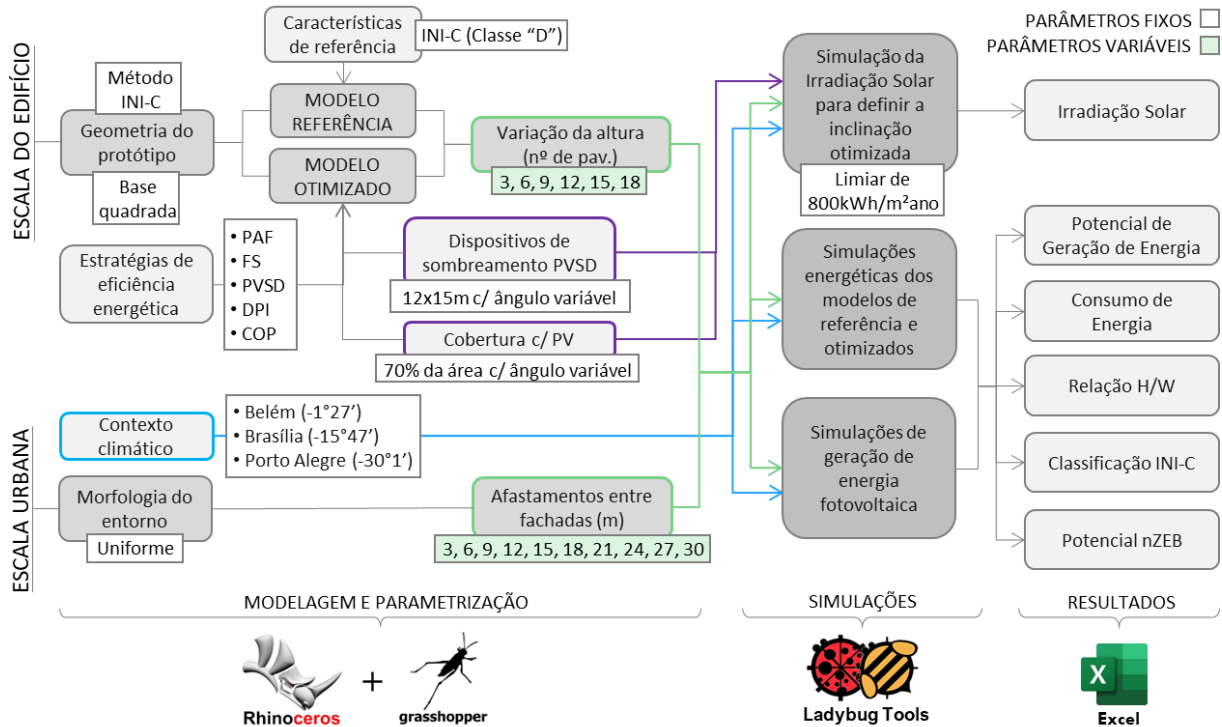 PARÂMETROS FIXOS
PARÂMETROS VARIÁVEIS
ESCALA DO EDIFÍCIO
Características
de referência
INI-C (Classe “D”)
Método
INI-C
Geometria do
protótipo
Base
quadrada
MODELO
REFERÊNCIA
MODELO
OTIMIZADO
Variação da altura
(nº de pav.)
3, 6, 9, 12, 15, 18
Estratégias de
eficiência
energética
• PAF
• FS
• PVSD
• DPI
• COP
Dispositivos de
sombreamento PVSD
12x15m c/ ângulo variável
Cobertura c/ PV
70% da área c/ ângulo variável
ESCALA URBANA
Contexto
climático
• Belém (-1°27’)
• Brasília (-15°47’)
• Porto Alegre (-30°1’)
Morfologia do
entorno
Uniforme
Afastamentos entre
fachadas (m)
3, 6, 9, 12, 15, 18, 21, 24, 27, 30
Simulação da
Irradiação Solar
para definir a
inclinação
otimizada
Limiar de
800kWh/m²ano
Simulações
energéticas dos
modelos de
referência e
otimizados
Simulações de
geração de
energia
fotovoltaica
Irradiação Solar
Potencial de
Geração de Energia
Consumo de
Energia
Relação H/W
Classificação INI-C
Potencial nZEB
MODELAGEM E PARAMETRIZAÇÃO
SIMULAÇÕES
RESULTADOS
Rhinoceros
+
grasshopper
Ladybug Tools
X
Excel